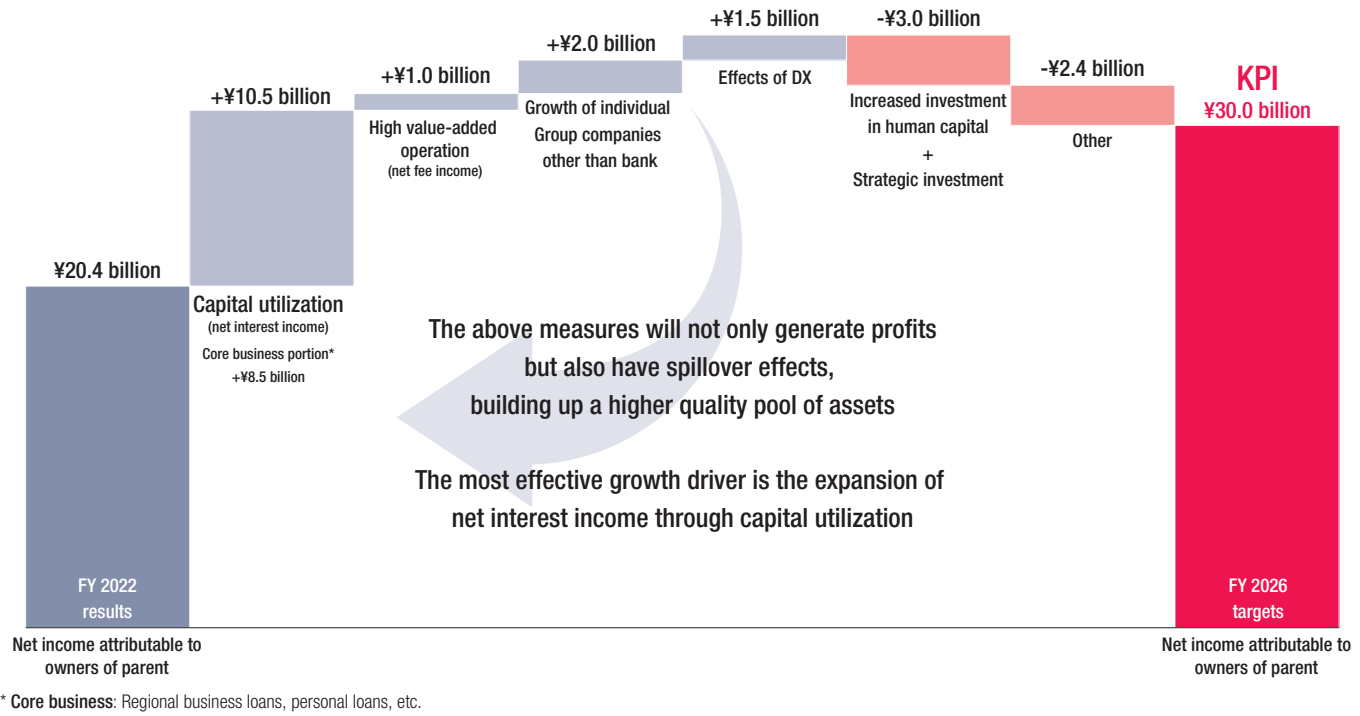 ¥20.4 billion
FY 2022
results
Net income attributable to
owners of parent
+¥10.5 billion
Capital utilization
(net interest income)
Core business portion*
+¥8.5 billion
+¥1.0 billion
High value-added
operation
(net fee income)
+¥2.0 billion
Growth of individual
Group companies
other than bank
+¥1.5 billion
Effects of DX
-¥3.0 billion
Increased investment
in human capital
+
Strategic investment
-¥2.4 billion
Other
KPI
¥30.0 billion
FY 2026
targets
Net income attributable to
owners of parent
The above measures will not only generate profits
but also have spillover effects,
building up a higher quality pool of assets
The most effective growth driver is the expansion of
net interest income through capital utilization
* Core business: Regional business loans, personal loans, etc.